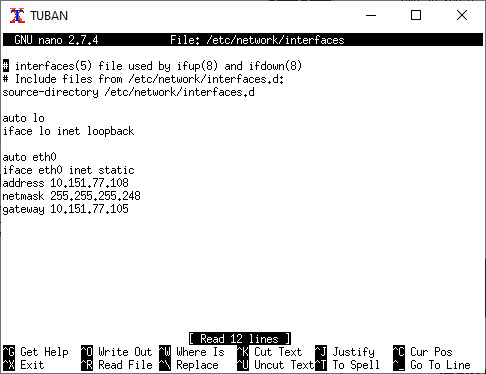 TUBAN
GNU nano 2.7.4 File: /etc/network/interfaces
# interfaces(5) file used by ifup(8) and ifdown(8)
# Include files from /etc/network/interfaces.d:
source-directory /etc/network/interfaces.d
auto lo
iface lo inet loopback
auto eth0
iface eth0 inet static
address 10.151.77.108
netmask 255.255.255.248
gateway 10.151.77.105
[ Read 12 lines ]
^G Get Help ^O Write Out ^W Where Is ^K Cut Text ^J Justify ^C Cur Pos
^X Exit ^R Read File ^\ Replace ^U Uncut Text ^T To Spell ^_ Go To Line